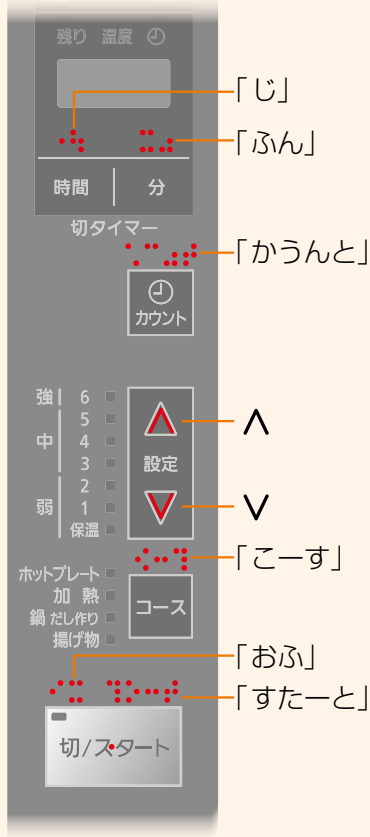 残り 温度
「じ」
「ふん」
時間 分
切タイマー
「かうんと」
カウント
強 6
5
中 4
3
2
弱 1
保温
∧
設定
∨
「こーす」
ホットプレート
加 熱
鍋 だし作り
揚げ物
コース
「おふ」
「すたーと」
切/スタート